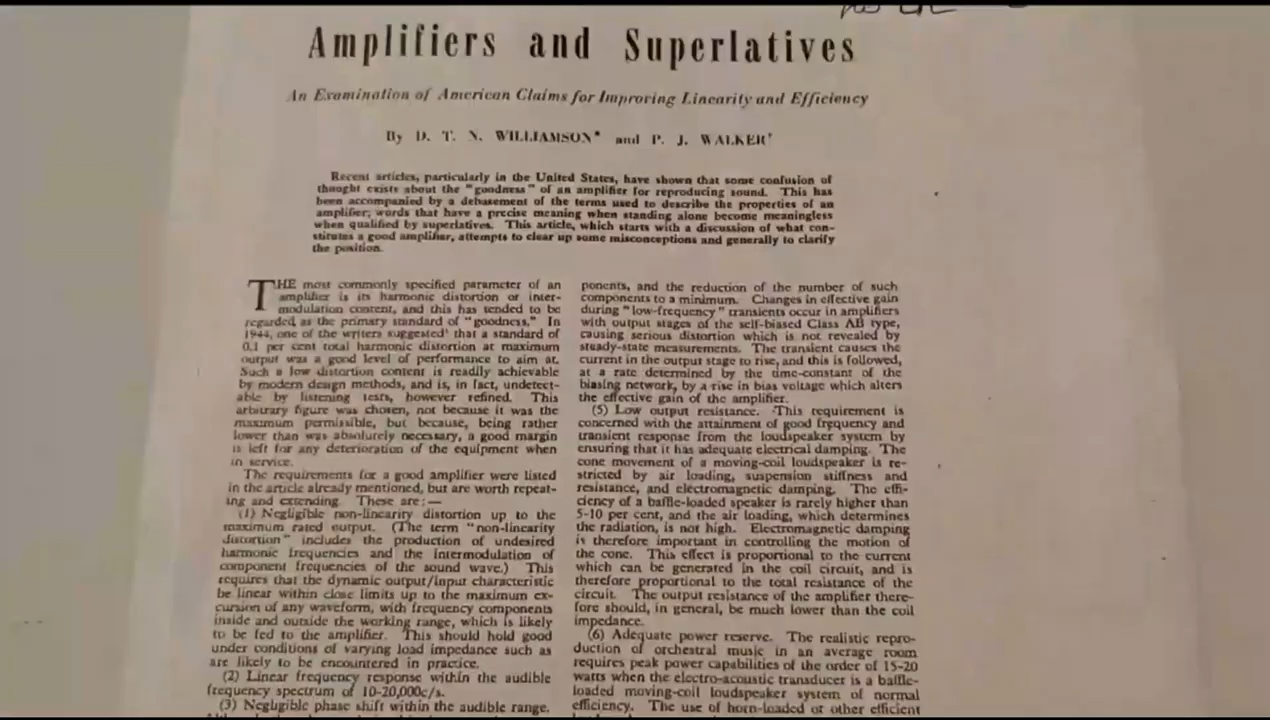 Amplifiers and Superlatives
An Examination of American Claims for Improving Linearity and Efficiency
By D. T. N. WILLIAMSON* and P. J. WALKER†
Recent articles, particularly in the United States, have shown that some confusion of
thought exists about the "goodness" of an amplifier for reproducing sound. This has
been accompanied by a debasement of the terms used to describe the properties of an
amplifier; words that have a precise meaning when standing alone become meaningless
when qualified by superlatives. This article, which starts with a discussion of what con-
stitutes a good amplifier, attempts to clear up some misconceptions and generally to clarify
the position.
THE most commonly specified parameter of an
amplifier is its harmonic distortion or inter-
modulation content, and this has tended to be
regarded as the primary standard of "goodness." In
1944, one of the writers suggested¹ that a standard of
0.1 per cent total harmonic distortion at maximum
output was a good level of performance to aim at.
Such a low distortion content is readily achievable
by modern design methods, and is, in fact, undetect-
able by listening tests, however refined. This
arbitrary figure was chosen, not because it was the
maximum permissible, but because, being rather
lower than was absolutely necessary, a good margin
is left for any deterioration of the equipment when
in service.
The requirements for a good amplifier were listed
in the article already mentioned, but are worth repeat-
ing and extending. These are:—
(1) Negligible non-linearity distortion up to the
maximum rated output. (The term "non-linearity
distortion" includes the production of undesired
harmonic frequencies and the intermodulation of
component frequencies of the sound wave.) This
requires that the dynamic output/input characteristic
be linear within close limits up to the maximum ex-
cursion of any waveform, with frequency components
inside and outside the working range, which is likely
to be fed to the amplifier. This should hold good
under conditions of varying load impedance such as
are likely to be encountered in practice.
(2) Linear frequency response within the audible
frequency spectrum of 10-20,000c/s.
(3) Negligible phase shift within the audible range.
ponents, and the reduction of the number of such
components to a minimum. Changes in effective gain
during "low-frequency" transients occur in amplifiers
with output stages of the self-biased Class AB type,
causing serious distortion which is not revealed by
steady-state measurements. The transient causes the
current in the output stage to rise, and this is followed,
at a rate determined by the time-constant of the
biasing network, by a rise in bias voltage which alters
the effective gain of the amplifier.
(5) Low output resistance. This requirement is
concerned with the attainment of good frequency and
transient response from the loudspeaker system by
ensuring that it has adequate electrical damping. The
cone movement of a moving-coil loudspeaker is re-
stricted by air loading, suspension stiffness and
resistance, and electromagnetic damping. The effi-
ciency of a baffle-loaded speaker is rarely higher than
5-10 per cent, and the air loading, which determines
the radiation, is not high. Electromagnetic damping
is therefore important in controlling the motion of
the cone. This effect is proportional to the current
which can be generated in the coil circuit, and is
therefore proportional to the total resistance of the
circuit. The output resistance of the amplifier there-
fore should, in general, be much lower than the coil
impedance.
(6) Adequate power reserve. The realistic repro-
duction of orchestral music in an average room
requires peak power capabilities of the order of 15-20
watts when the electro-acoustic transducer is a baffle-
loaded moving-coil loudspeaker system of normal
efficiency. The use of horn-loaded or other efficient